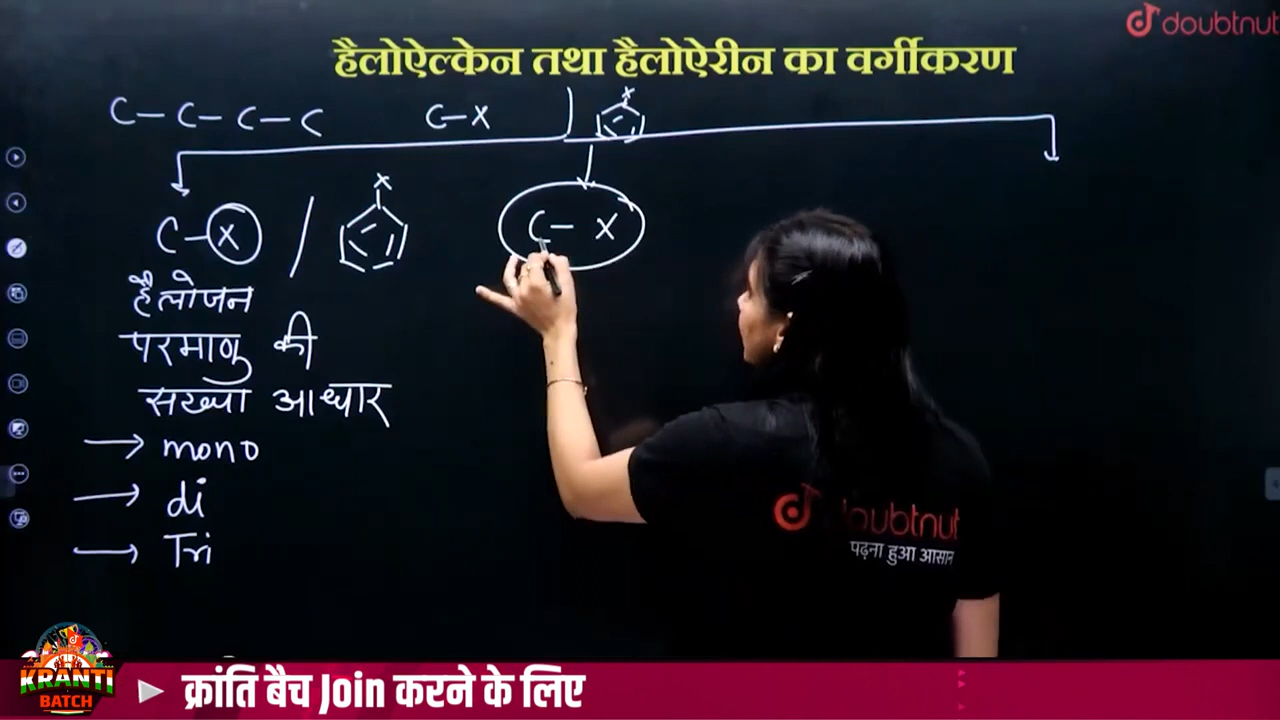 doubtnut
हैलोऐल्केन तथा हैलोऐरीन का वर्गीकरण
C - C - C - C C - X X
C - X / X C - X
हैलोजन
परमाणु की
सख्या आधार
→ mono
→ di
→ Tri
doubtnut
पढ़ना हुआ आसान
KRANTI
BATCH
क्रांति बैच Join करने के लिए